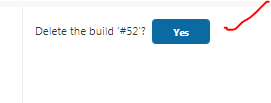 Delete the build '#52'? Yes